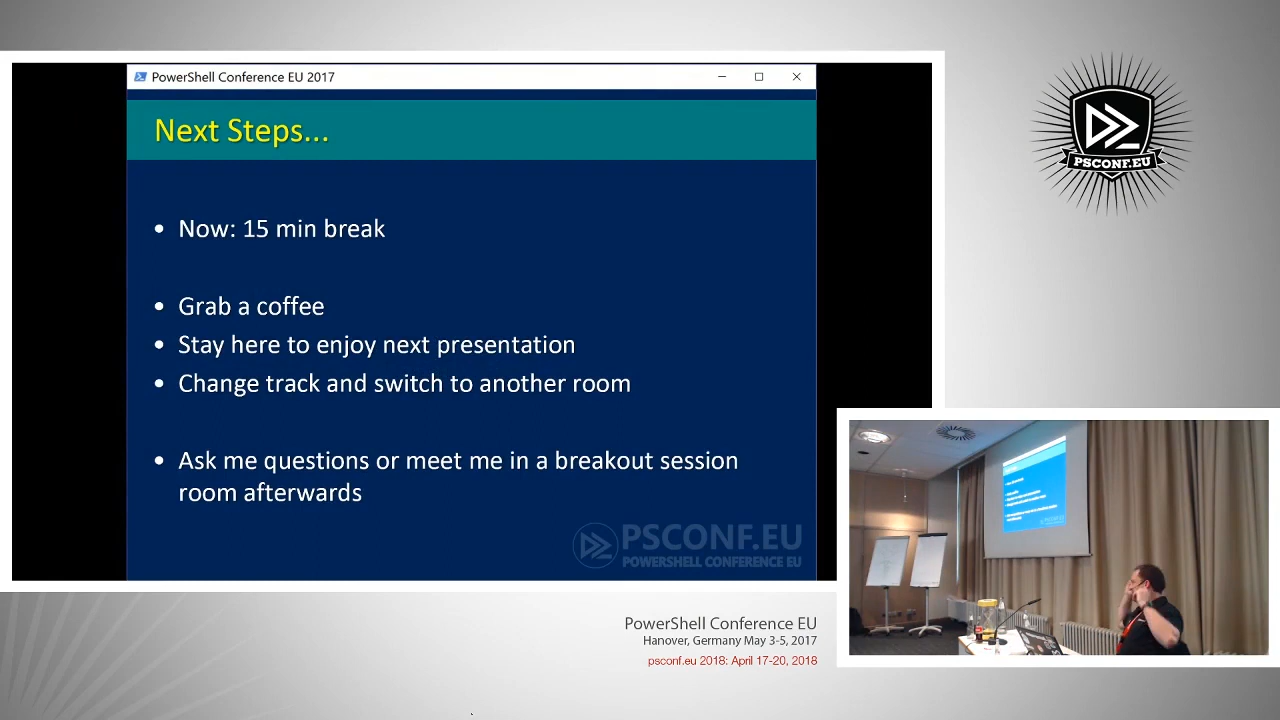 PowerShell Conference EU 2017
Next Steps...
• Now: 15 min break
• Grab a coffee
• Stay here to enjoy next presentation
• Change track and switch to another room
• Ask me questions or meet me in a breakout session
room afterwards
PSCONF.EU
POWERSHELL CONFERENCE EU
PSCONF.EU
PowerShell Conference EU
Hanover, Germany May 3-5, 2017
psconf.eu 2018: April 17-20, 2018